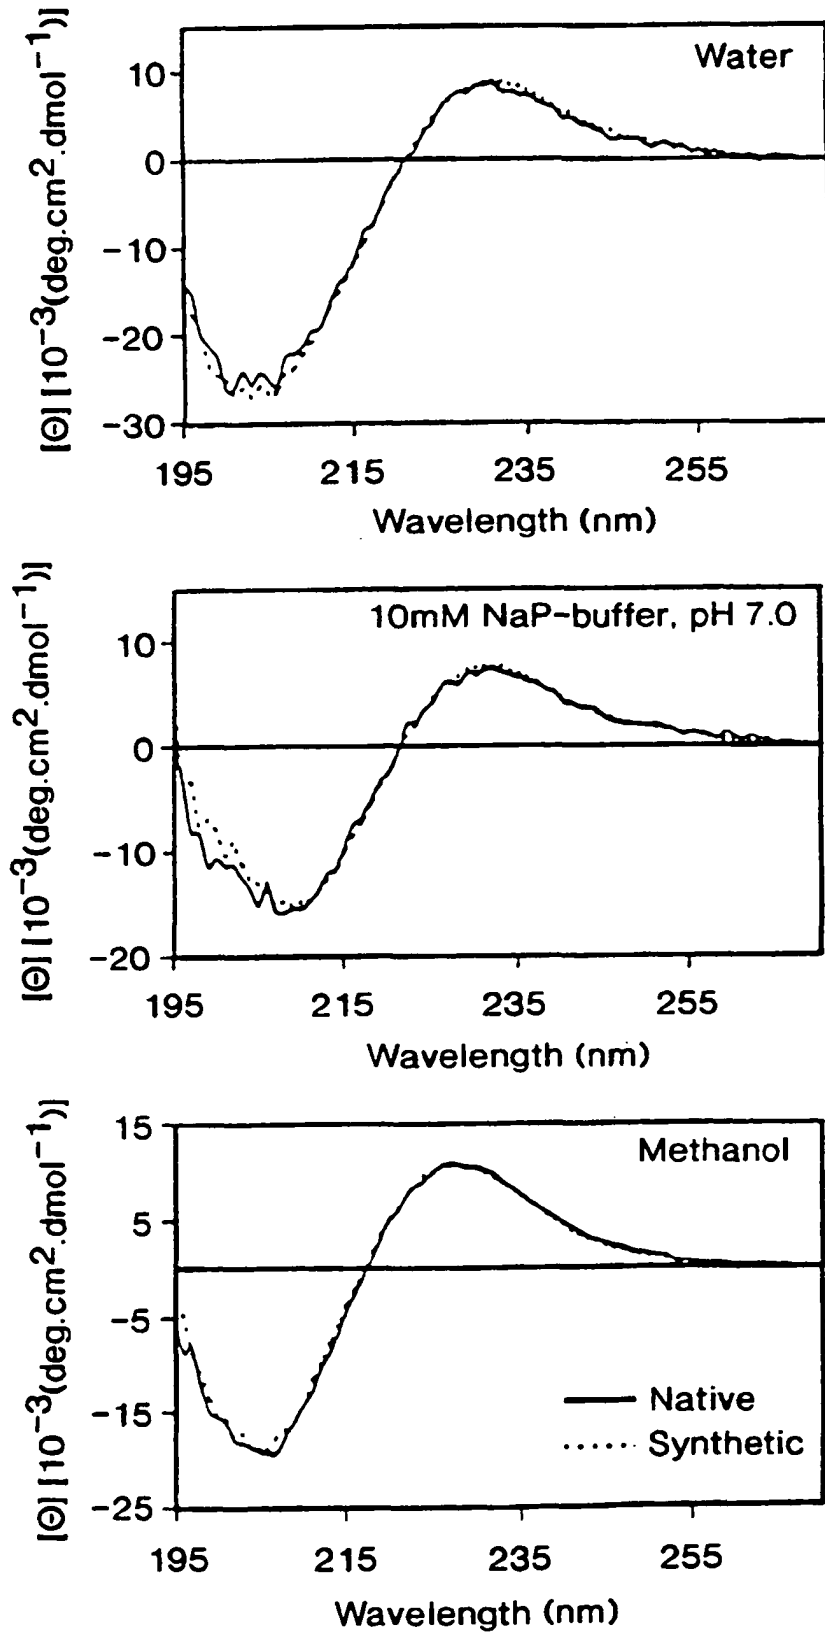 Water
[Θ] [10⁻³(deg.cm².dmol⁻¹)]
10
0
−10
−20
−30
195 215 235 255
Wavelength (nm)
10mM NaP-buffer, pH 7.0
[Θ] [10⁻³(deg.cm².dmol⁻¹)]
10
0
−10
−20
195 215 235 255
Wavelength (nm)
Methanol
[Θ] [10⁻³(deg.cm².dmol⁻¹)]
15
5
−5
−15
−25
Native
Synthetic
195 215 235 255
Wavelength (nm)